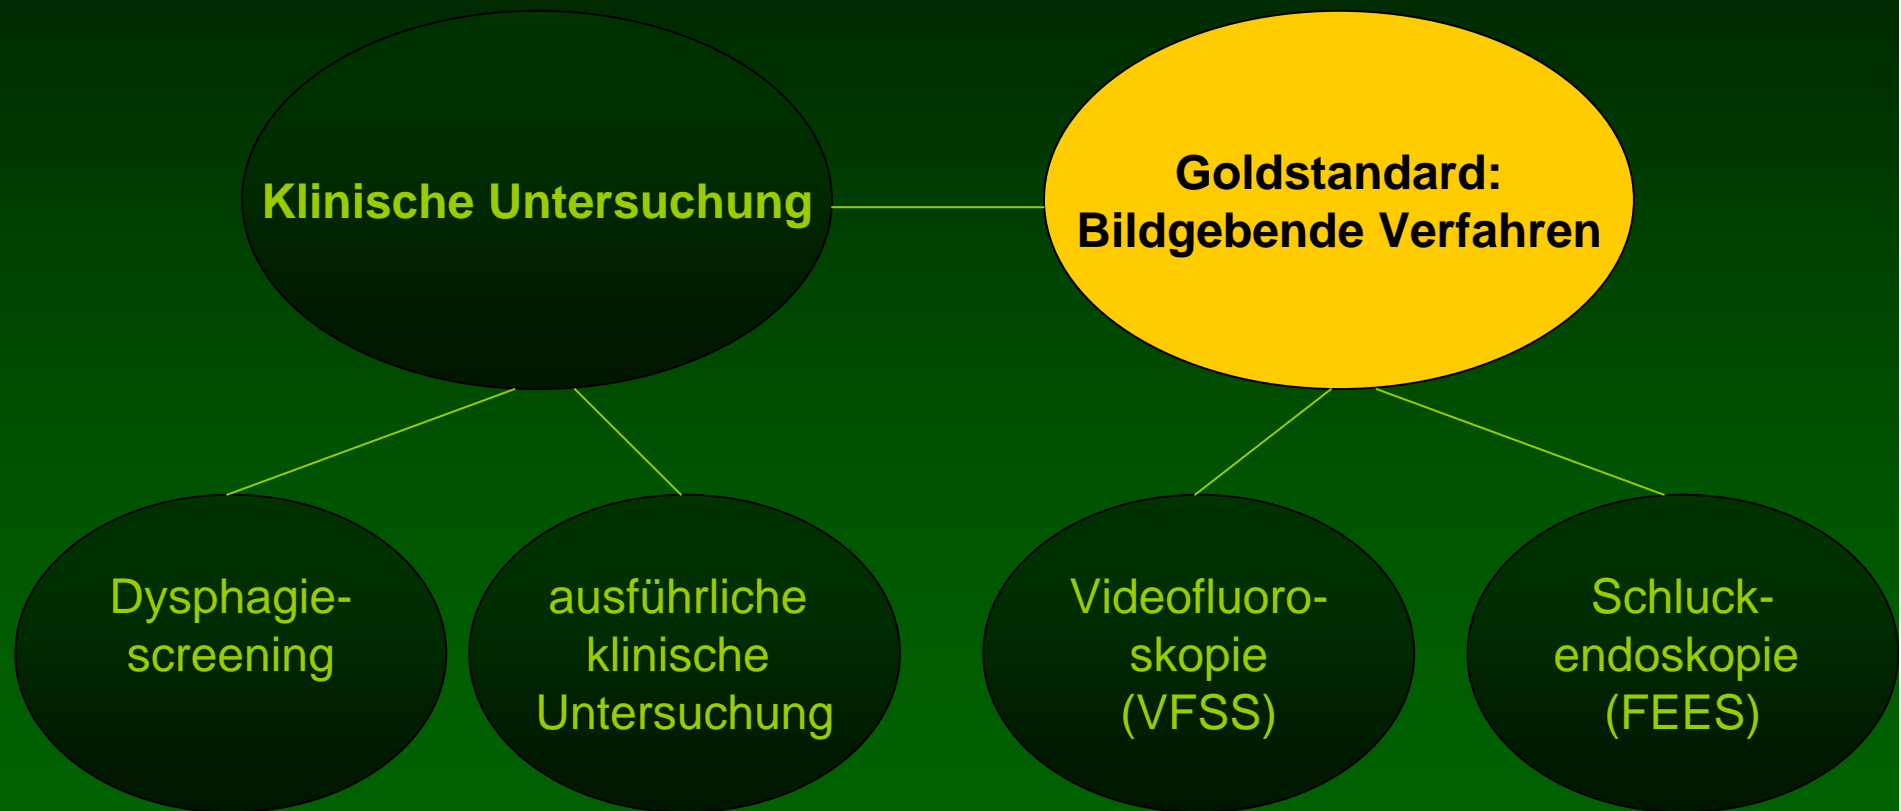 Klinische Untersuchung
Goldstandard:
Bildgebende Verfahren
Dysphagie-
screening
ausführliche
klinische
Untersuchung
Videofluoro-
skopie
(VFSS)
Schluck-
endoskopie
(FEES)